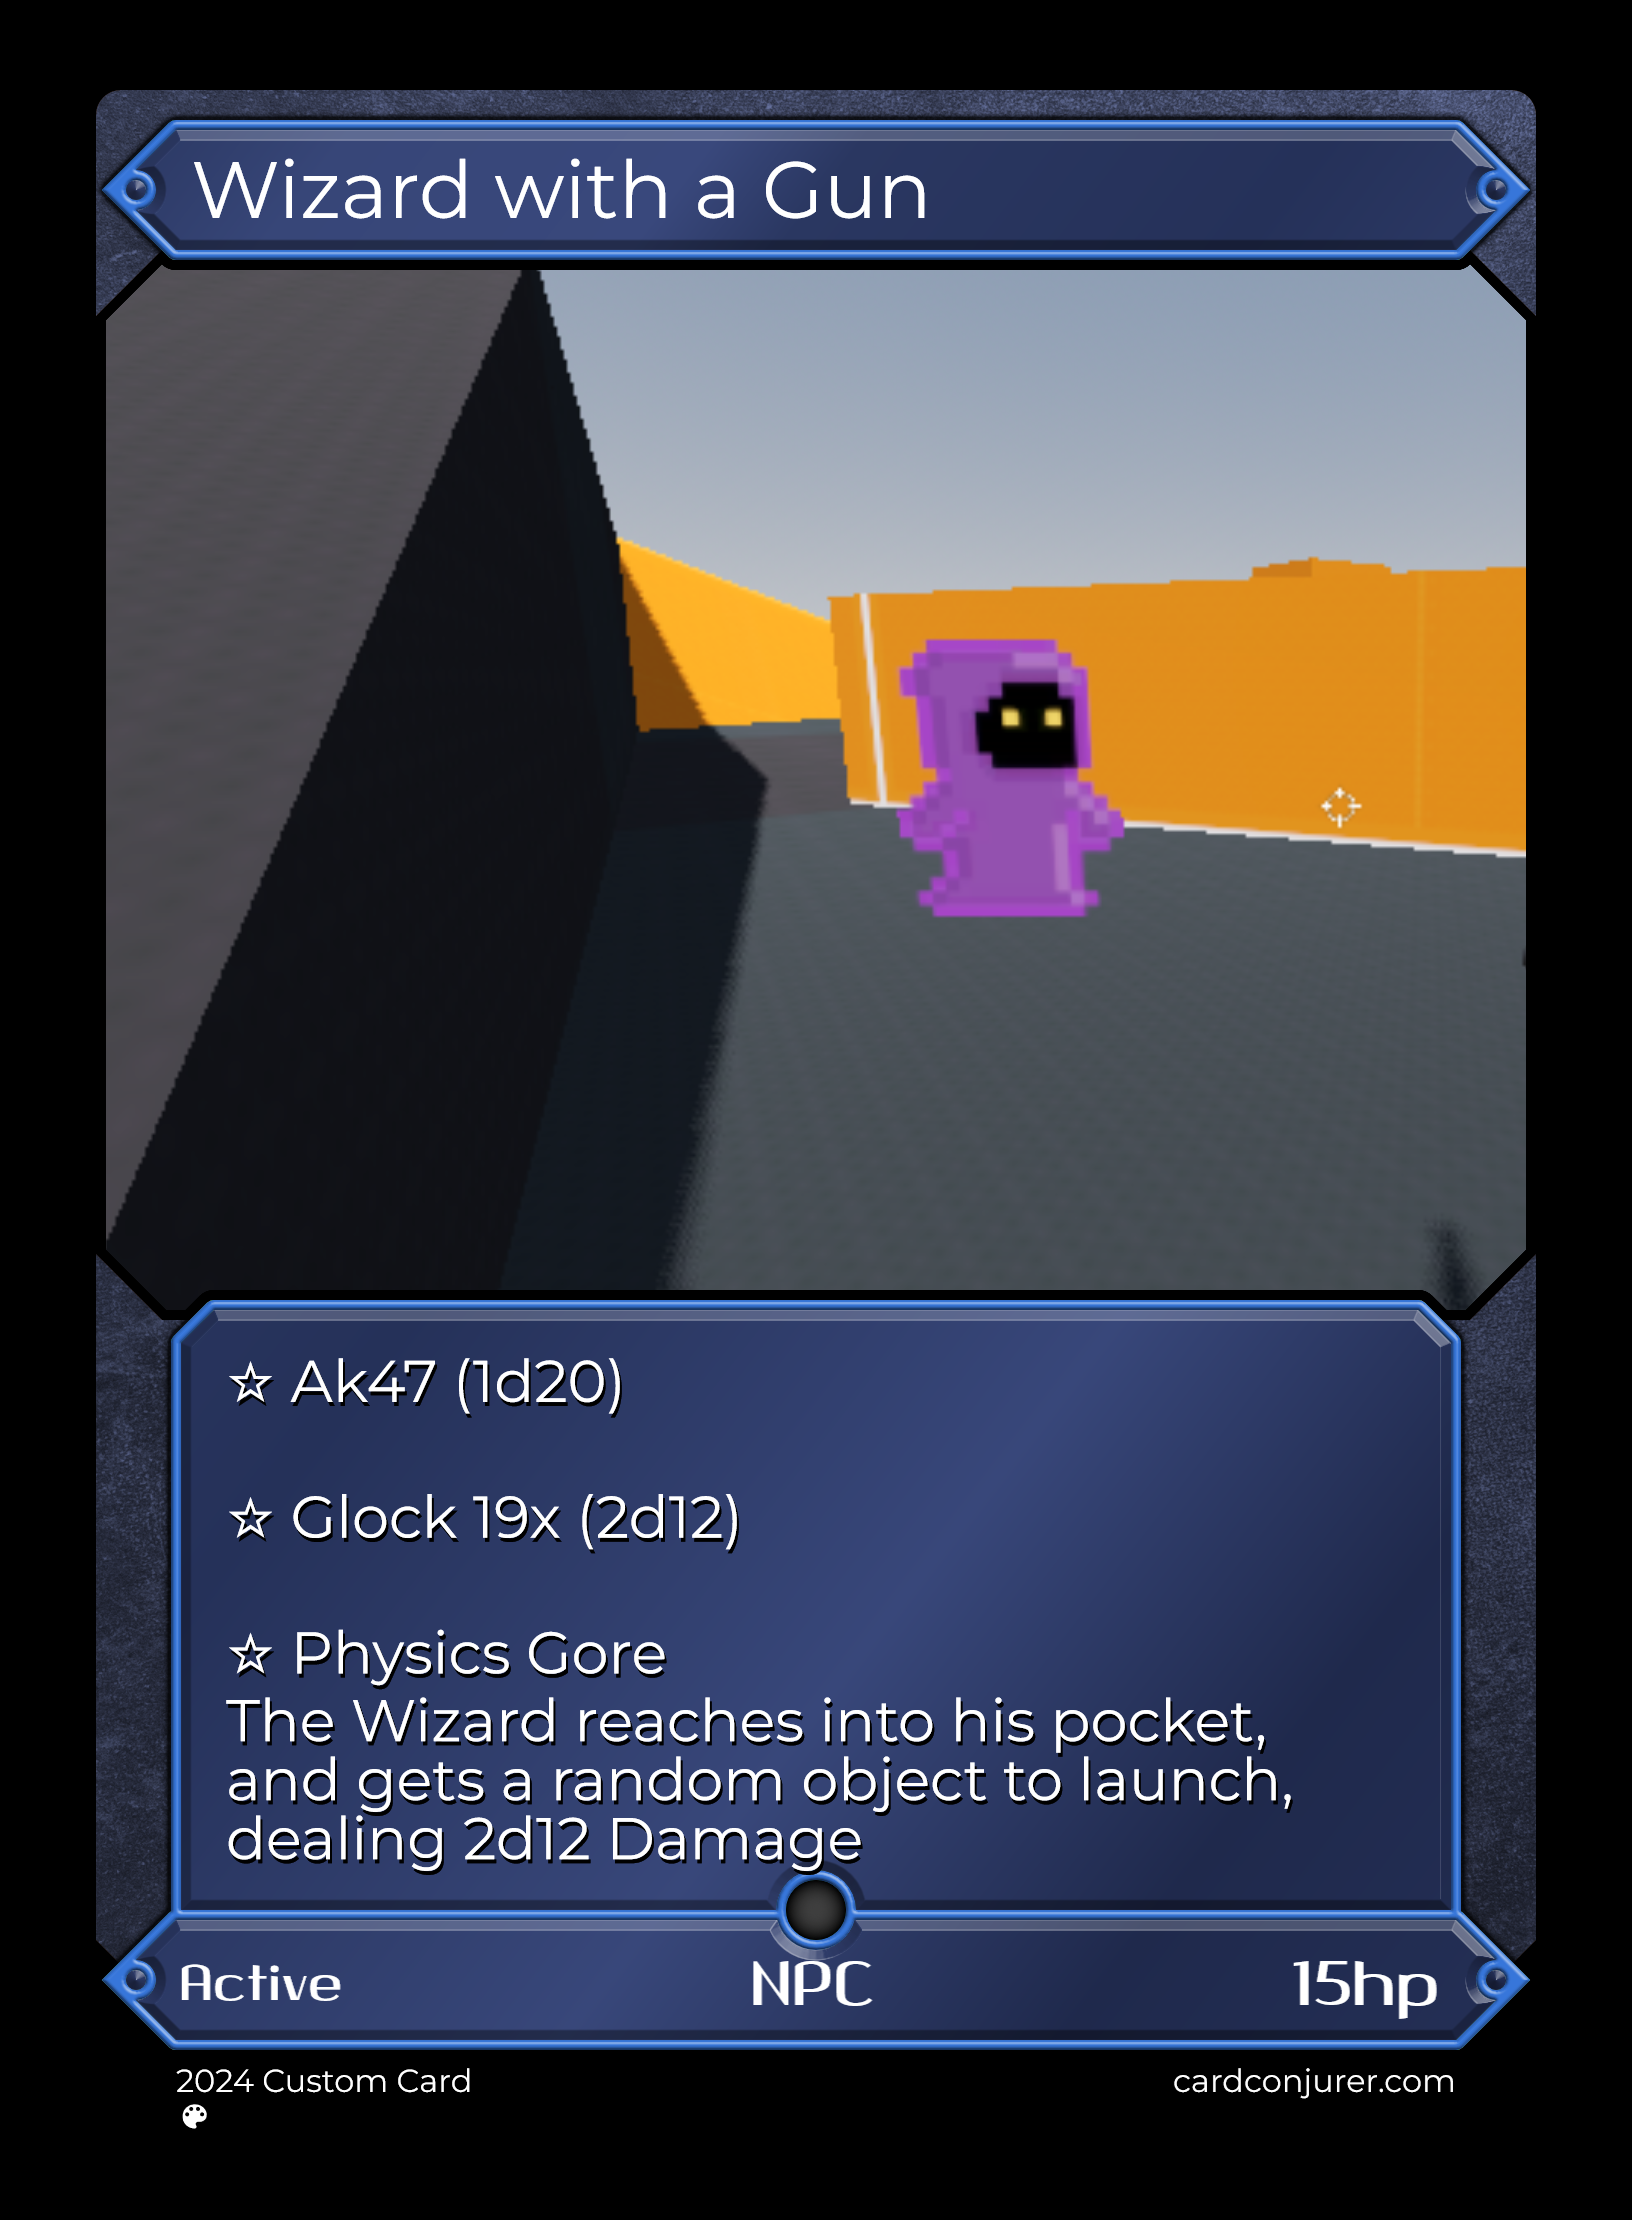 Wizard with a Gun
☆ Ak47 (1d20)
☆ Glock 19x (2d12)
☆ Physics Gore
The Wizard reaches into his pocket,
and gets a random object to launch,
dealing 2d12 Damage
Active NPC 15hp
2024 Custom Card cardconjurer.com